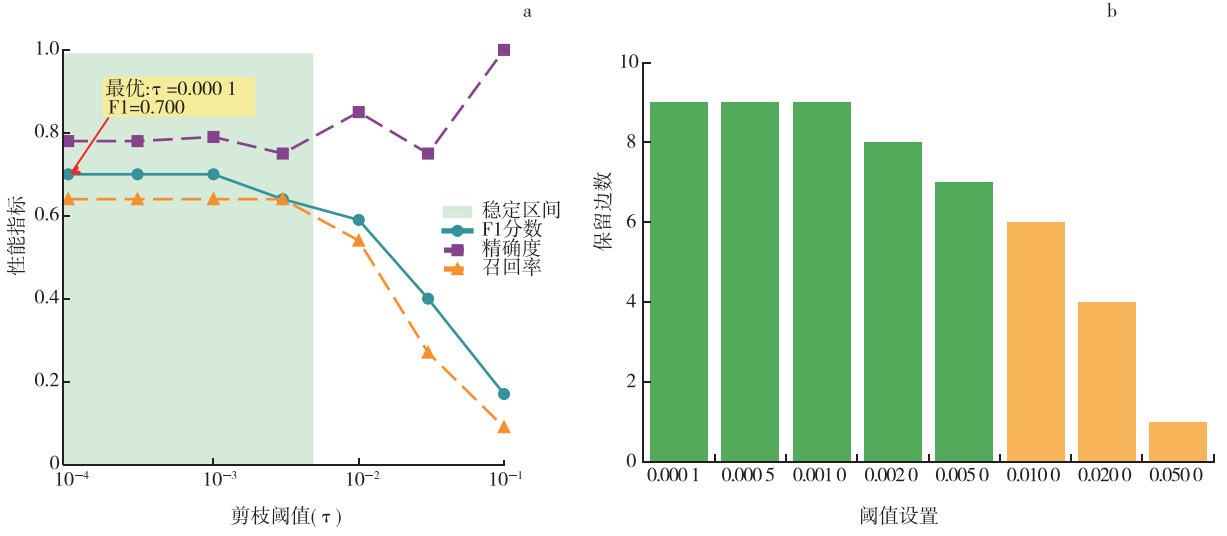 a
1.0
0.8
0.6
0.4
0.2
0
性能指标
最优:τ=0.000 1
F1=0.700
稳定区间
F1分数
精确度
召回率
10⁻⁴
10⁻³
10⁻²
10⁻¹
剪枝阈值(τ)
b
10
8
6
4
2
0
保留边数
0.000 1
0.000 5
0.001 0
0.002 0
0.005 0
0.010 0
0.020 0
0.050 0
阈值设置